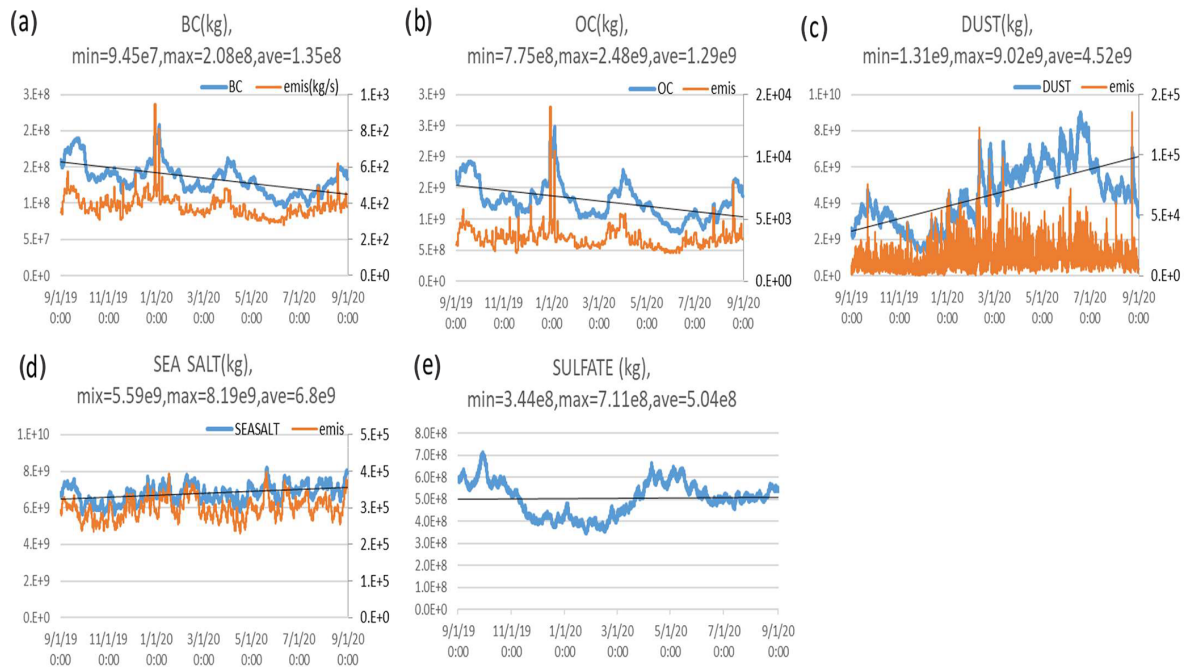 (a)
BC(kg),
min=9.45e7,max=2.08e8,ave=1.35e8
BC emis(kg/s)
3.E+8
2.E+8
2.E+8
1.E+8
5.E+7
0.E+0
1.E+3
8.E+2
6.E+2
4.E+2
2.E+2
0.E+0
9/1/19 11/1/19 1/1/20 3/1/20 5/1/20 7/1/20 9/1/20
0:00 0:00 0:00 0:00 0:00 0:00 0:00
(b)
OC(kg),
min=7.75e8,max=2.48e9,ave=1.29e9
OC emis
3.E+9
3.E+9
2.E+9
2.E+9
1.E+9
5.E+8
0.E+0
2.E+04
1.E+04
5.E+03
0.E+00
9/1/19 11/1/19 1/1/20 3/1/20 5/1/20 7/1/20 9/1/20
0:00 0:00 0:00 0:00 0:00 0:00 0:00
(c)
DUST(kg),
min=1.31e9,max=9.02e9,ave=4.52e9
DUST emis
1.E+10
8.E+9
6.E+9
4.E+9
2.E+9
0.E+0
2.E+5
1.E+5
5.E+4
0.E+0
9/1/19 11/1/19 1/1/20 3/1/20 5/1/20 7/1/20 9/1/20
0:00 0:00 0:00 0:00 0:00 0:00 0:00
(d)
SEA SALT(kg),
mix=5.59e9,max=8.19e9,ave=6.8e9
SEASALT emis
1.E+10
8.E+9
6.E+9
4.E+9
2.E+9
0.E+0
5.E+5
4.E+5
3.E+5
2.E+5
1.E+5
0.E+0
9/1/19 11/1/19 1/1/20 3/1/20 5/1/20 7/1/20 9/1/20
0:00 0:00 0:00 0:00 0:00 0:00 0:00
(e)
SULFATE (kg),
min=3.44e8,max=7.11e8,ave=5.04e8
8.0E+8
7.0E+8
6.0E+8
5.0E+8
4.0E+8
3.0E+8
2.0E+8
1.0E+8
0.0E+0
9/1/19 11/1/19 1/1/20 3/1/20 5/1/20 7/1/20 9/1/20
0:00 0:00 0:00 0:00 0:00 0:00 0:00